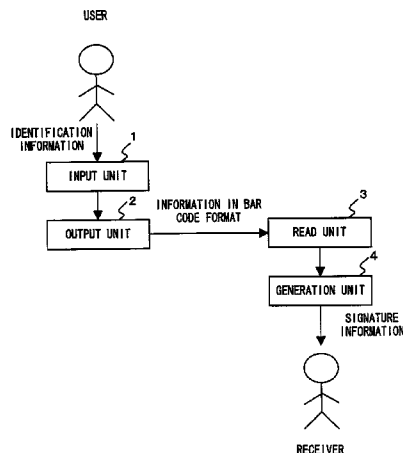 USER
IDENTIFICATION
INFORMATION
1
INPUT UNIT
2
OUTPUT UNIT
INFORMATION IN BAR
CODE FORMAT
3
READ UNIT
4
GENERATION UNIT
SIGNATURE
INFORMATION
RECEIVER